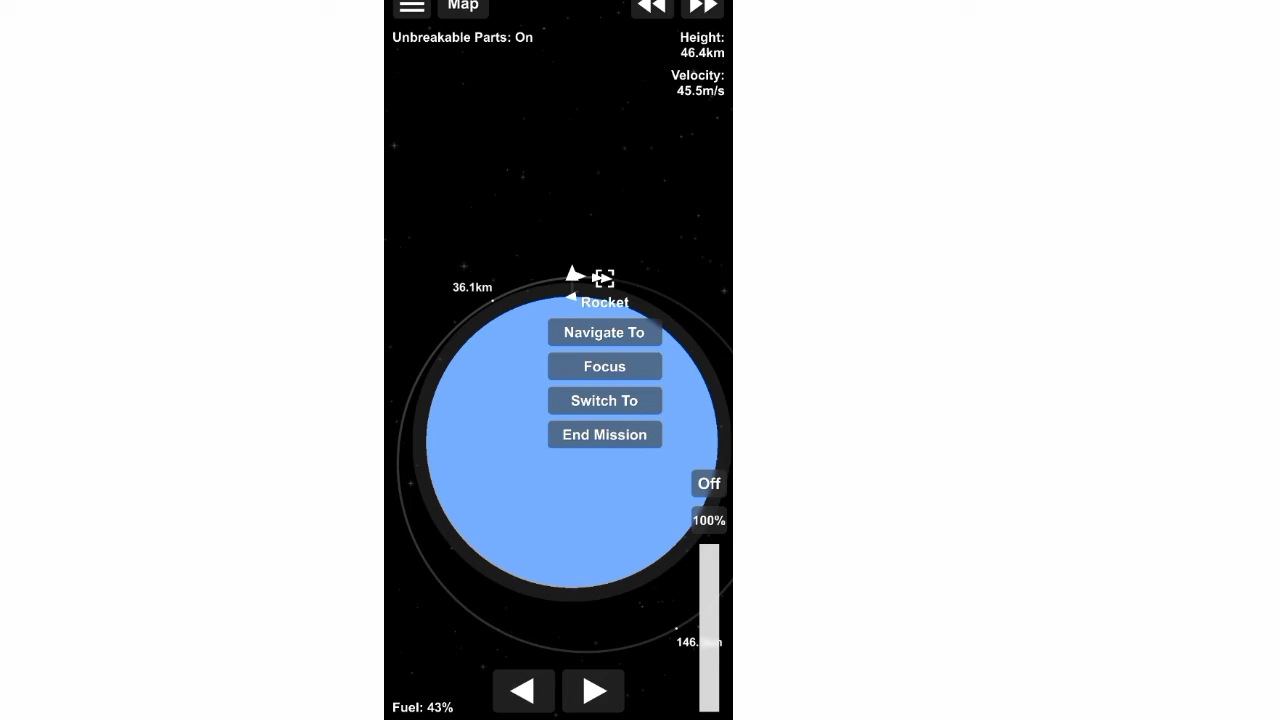 Map
Unbreakable Parts: On
Height:
46.4km
Velocity:
45.5m/s
36.1km
Rocket
Navigate To
Focus
Switch To
End Mission
Off
100%
Fuel: 43%